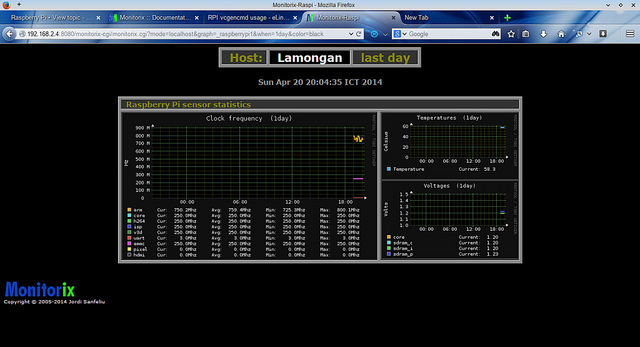 Monitorix-Raspi - Mozilla Firefox
Raspberry Pi • View topic - ...
Monitorix :: Documentat...
RPI vcgencmd usage - eLin...
Monitorix-Raspi
New Tab
192.168.2.4:8080/monitorix-cgi/monitorix.cgi?mode=localhost&graph=_raspberrypi1&when=1day&color=black
Google
Host: Lamongan last day
Sun Apr 20 20:04:35 ICT 2014
Raspberry Pi sensor statistics
Clock frequency (1day)
900 M
800 M
700 M
600 M
500 M
400 M
300 M
200 M
100 M
0
Hz
00:00 06:00 12:00 18:00
arm Cur: 750.2Mhz Avg: 759.4Mhz Min: 725.3Mhz Max: 800.1Mhz
core Cur: 250.0Mhz Avg: 250.0Mhz Min: 250.0Mhz Max: 250.0Mhz
h264 Cur: 250.0Mhz Avg: 250.0Mhz Min: 250.0Mhz Max: 250.0Mhz
isp Cur: 250.0Mhz Avg: 250.0Mhz Min: 250.0Mhz Max: 250.0Mhz
v3d Cur: 250.0Mhz Avg: 250.0Mhz Min: 250.0Mhz Max: 250.0Mhz
uart Cur: 3.0Mhz Avg: 3.0Mhz Min: 3.0Mhz Max: 3.0Mhz
emmc Cur: 250.0Mhz Avg: 250.0Mhz Min: 250.0Mhz Max: 250.0Mhz
pixel Cur: 0.0Mhz Avg: 0.0Mhz Min: 0.0Mhz Max: 0.0Mhz
hdmi Cur: 0.0Mhz Avg: 0.0Mhz Min: 0.0Mhz Max: 0.0Mhz
Temperatures (1day)
60
40
20
0
Celsius
00:00 06:00 12:00 18:00
Temperature Current: 58.3
Voltages (1day)
1.5
1.4
1.3
1.2
1.1
1.0
Volts
00:00 06:00 12:00 18:00
core Current: 1.20
sdram_c Current: 1.20
sdram_i Current: 1.20
sdram_p Current: 1.23
Monitorix
Copyright © 2005-2014 Jordi Sanfeliu